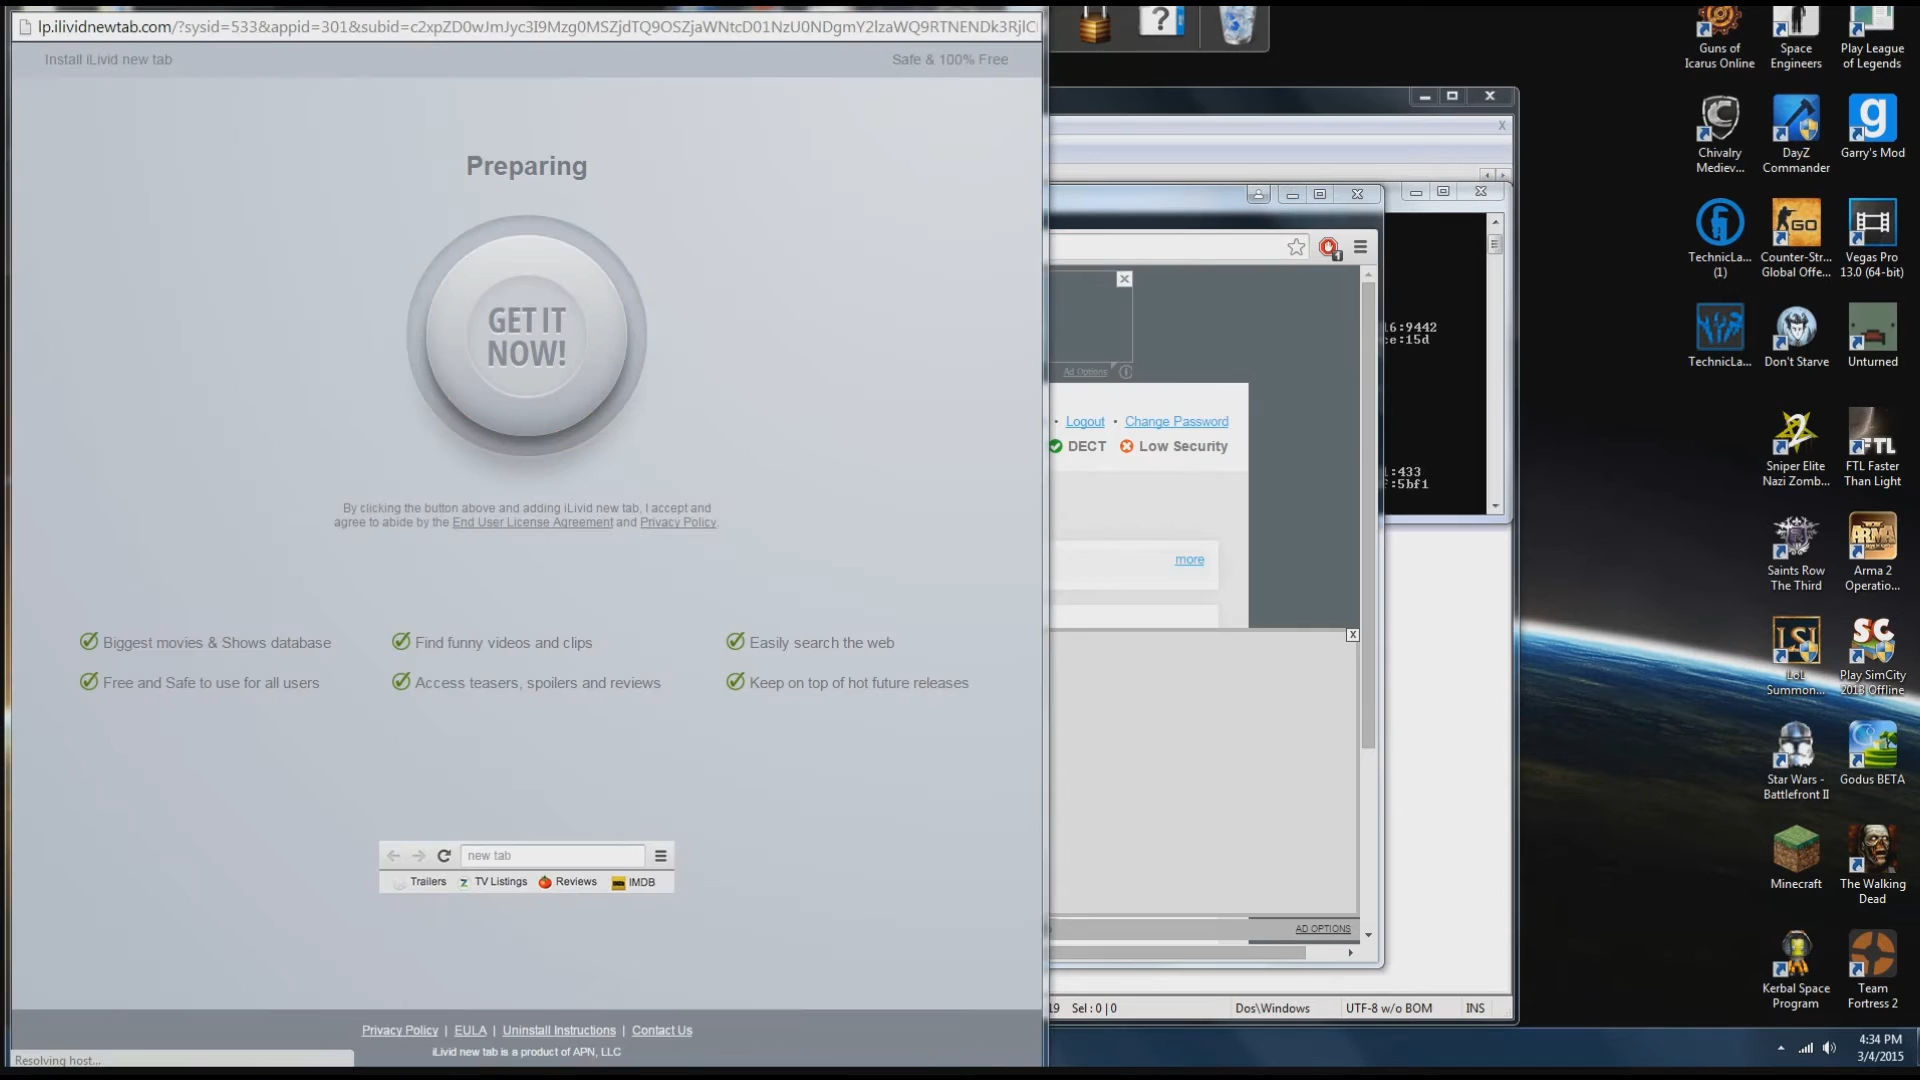 lp.ilividnewtab.com/?sysid=533&appid=301&subid=c2xpZD0wJmJyc3I9Mzg0MSZjdTQ9OSZjaWNtcD01NzU0NDgmY2lzaWQ9RTNENDk3RjlC
Install iLivid new tab
Safe & 100% Free
Preparing
GET IT
NOW!
By clicking the button above and adding iLivid new tab, I accept and
agree to abide by the End User License Agreement and Privacy Policy.
Biggest movies & Shows database
Find funny videos and clips
Easily search the web
Free and Safe to use for all users
Access teasers, spoilers and reviews
Keep on top of hot future releases
new tab
Trailers
TV Listings
Reviews
IMDB
Privacy Policy | EULA | Uninstall Instructions | Contact Us
iLivid new tab is a product of APN, LLC
Resolving host...
Ad Options
• Logout • Change Password
DECT
Low Security
more
AD OPTIONS
16:9442
ce:15d
:433
:5bf1
19 Sel : 0 | 0
Dos\Windows
UTF-8 w/o BOM
INS
Guns of
Icarus Online
Space
Engineers
Play League
of Legends
Chivalry
Mediev...
DayZ
Commander
Garry's Mod
TechnicLa...
(1)
GO
Counter-Str...
Global Offe...
Vegas Pro
13.0 (64-bit)
TechnicLa...
Don't Starve
Unturned
Sniper Elite
Nazi Zomb...
FTL
FTL Faster
Than Light
Saints Row
The Third
ARMA
Arma 2
Operatio...
LSI
LoL
Summon...
SC
Play SimCity
2013 Offline
Star Wars -
Battlefront II
Godus BETA
Minecraft
The Walking
Dead
Kerbal Space
Program
Team
Fortress 2
4:34 PM
3/4/2015